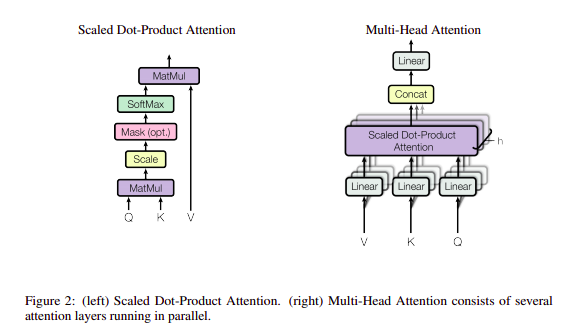 Scaled Dot-Product Attention
MatMul
SoftMax
Mask (opt.)
Scale
MatMul
Q K V
Multi-Head Attention
Linear
Concat
Scaled Dot-Product
Attention
h
Linear Linear Linear
V K Q
Figure 2: (left) Scaled Dot-Product Attention. (right) Multi-Head Attention consists of several
attention layers running in parallel.